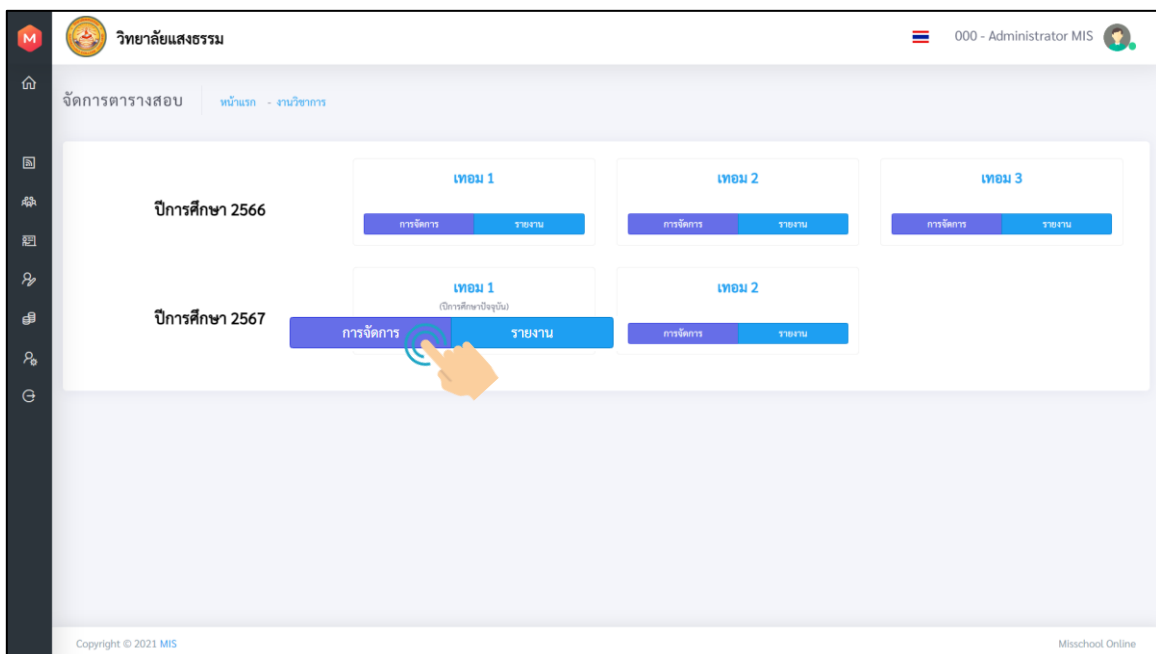 M
วิทยาลัยแสงธรรม
000 - Administrator MIS
จัดการตารางสอบ
หน้าแรก - งานวิชาการ
เทอม 1
เทอม 2
เทอม 3
ปีการศึกษา 2566
การจัดการ รายงาน
การจัดการ รายงาน
การจัดการ รายงาน
เทอม 1
(ปีการศึกษาปัจจุบัน)
เทอม 2
ปีการศึกษา 2567
การจัดการ รายงาน
การจัดการ รายงาน
Copyright © 2021 MIS
Misschool Online